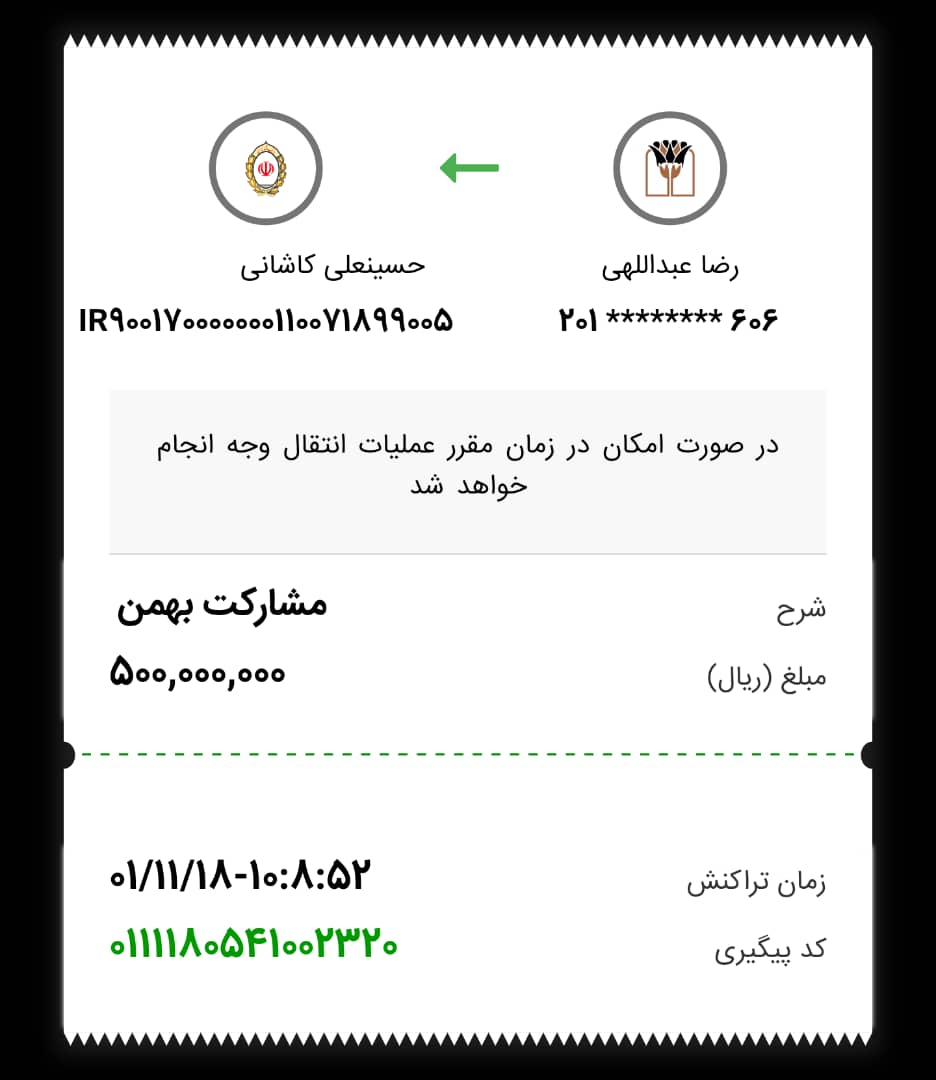 رضا عبداللهی
۲۰۱ ******** ۶۰۶
حسینعلی کاشانی
IR۹۰۰۱۷۰۰۰۰۰۰۰۰۱۱۰۰۷۱۸۹۹۰۰۵
در صورت امکان در زمان مقرر عملیات انتقال وجه انجام
خواهد شد
شرح مشارکت بهمن
مبلغ (ریال) ۵۰۰,۰۰۰,۰۰۰
زمان تراکنش ۰۱/۱۱/۱۸-۱۰:۸:۵۲
کد پیگیری ۰۱۱۱۱۸۰۵۴۱۰۰۲۳۲۰